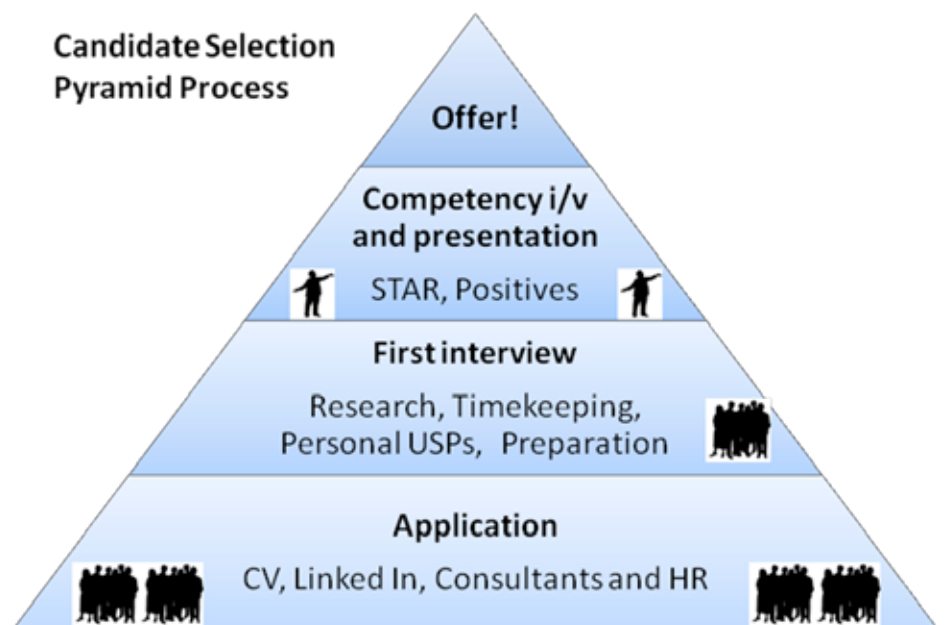 Candidate Selection
Pyramid Process
Offer!
Competency i/v
and presentation
STAR, Positives
First interview
Research, Timekeeping,
Personal USPs, Preparation
Application
CV, Linked In, Consultants and HR